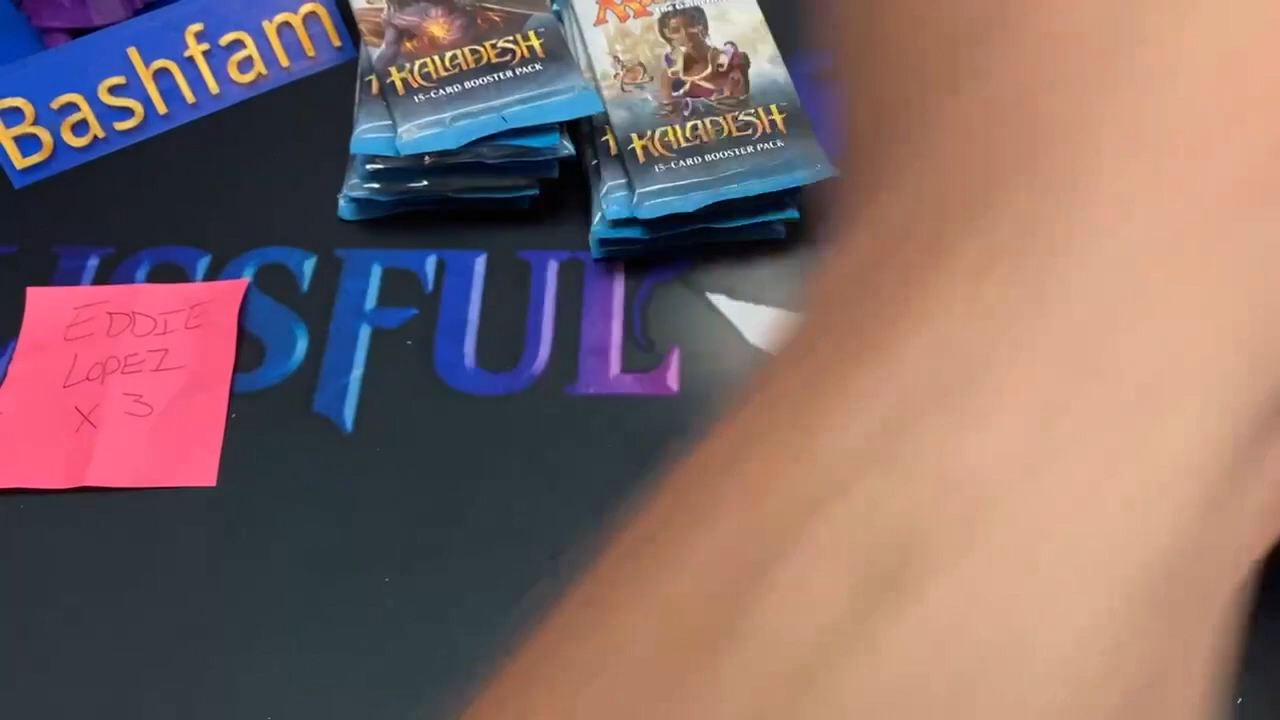 Bashfam
KALADESH
15-CARD BOOSTER PACK
KALADESH
15-CARD BOOSTER PACK
SSFUL
EDDIE
LOPEZ
x 3